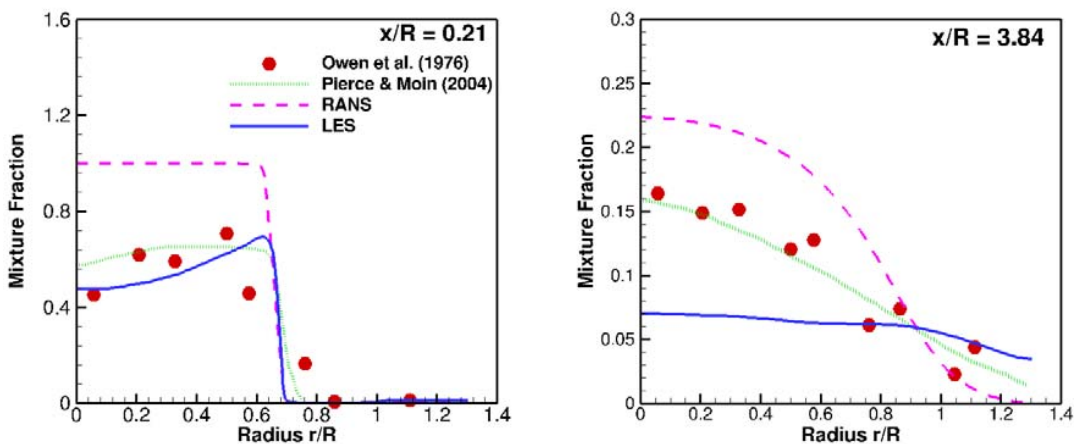 x/R = 0.21
Owen et al. (1976)
Pierce & Moin (2004)
RANS
LES
1.6
1.2
0.8
0.4
0
Mixture Fraction
0 0.2 0.4 0.6 0.8 1 1.2 1.4
Radius r/R
x/R = 3.84
0.3
0.25
0.2
0.15
0.1
0.05
0
Mixture Fraction
0 0.2 0.4 0.6 0.8 1 1.2 1.4
Radius r/R